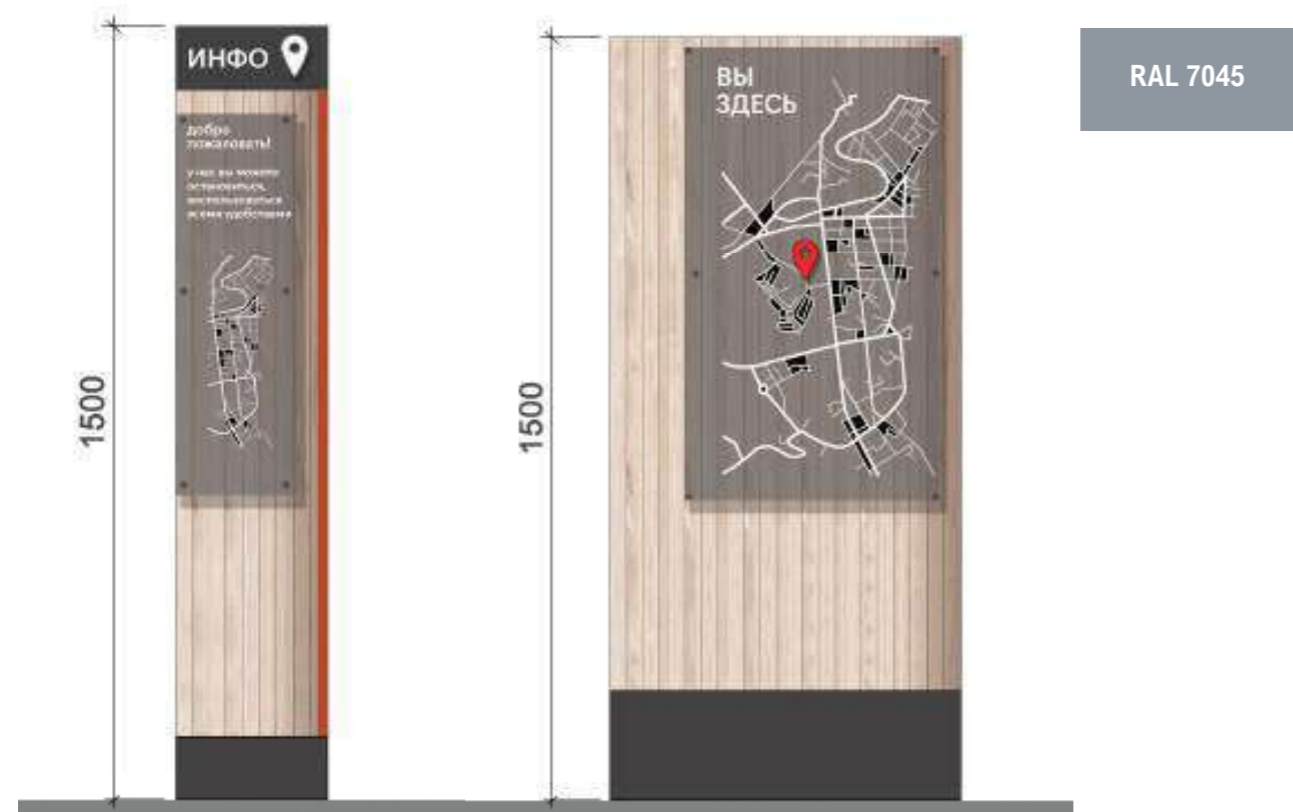 ИНФО
добро
пожаловать!
у нас вы можете
остановиться,
воспользоваться
всеми удобствами
1500
ВЫ
ЗДЕСЬ
1500
RAL 7045